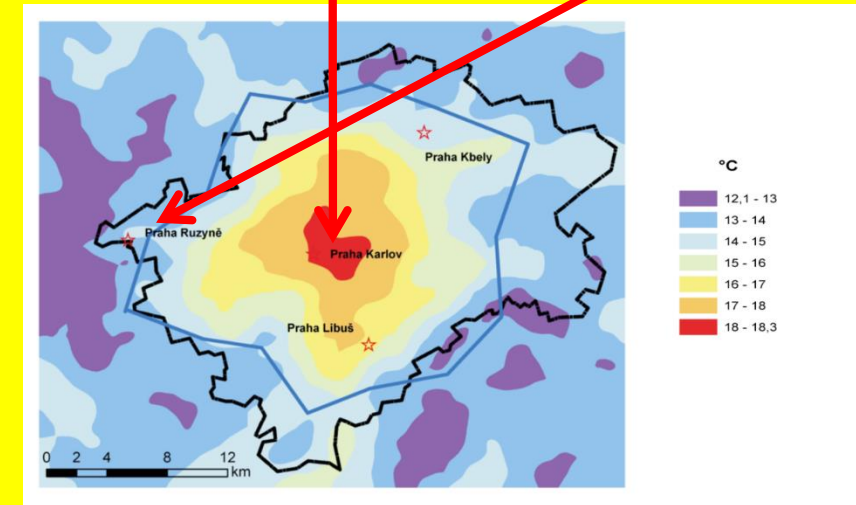 Praha Kbely
Praha Ruzyně
Praha Karlov
Praha Libuš
0 2 4 8 12
km
°C
12,1 - 13
13 - 14
14 - 15
15 - 16
16 - 17
17 - 18
18 - 18,3